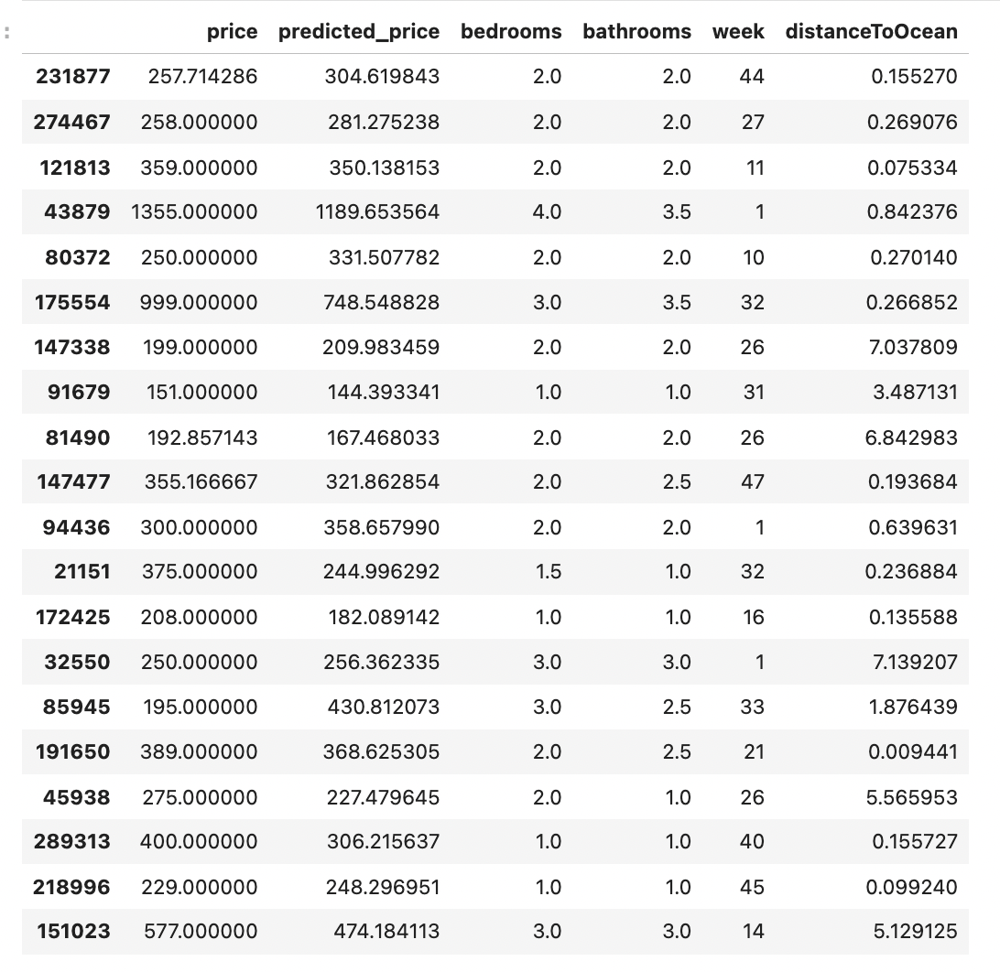 :
price predicted_price bedrooms bathrooms week distanceToOcean
231877 257.714286 304.619843 2.0 2.0 44 0.155270
274467 258.000000 281.275238 2.0 2.0 27 0.269076
121813 359.000000 350.138153 2.0 2.0 11 0.075334
43879 1355.000000 1189.653564 4.0 3.5 1 0.842376
80372 250.000000 331.507782 2.0 2.0 10 0.270140
175554 999.000000 748.548828 3.0 3.5 32 0.266852
147338 199.000000 209.983459 2.0 2.0 26 7.037809
91679 151.000000 144.393341 1.0 1.0 31 3.487131
81490 192.857143 167.468033 2.0 2.0 26 6.842983
147477 355.166667 321.862854 2.0 2.5 47 0.193684
94436 300.000000 358.657990 2.0 2.0 1 0.639631
21151 375.000000 244.996292 1.5 1.0 32 0.236884
172425 208.000000 182.089142 1.0 1.0 16 0.135588
32550 250.000000 256.362335 3.0 3.0 1 7.139207
85945 195.000000 430.812073 3.0 2.5 33 1.876439
191650 389.000000 368.625305 2.0 2.5 21 0.009441
45938 275.000000 227.479645 2.0 1.0 26 5.565953
289313 400.000000 306.215637 1.0 1.0 40 0.155727
218996 229.000000 248.296951 1.0 1.0 45 0.099240
151023 577.000000 474.184113 3.0 3.0 14 5.129125